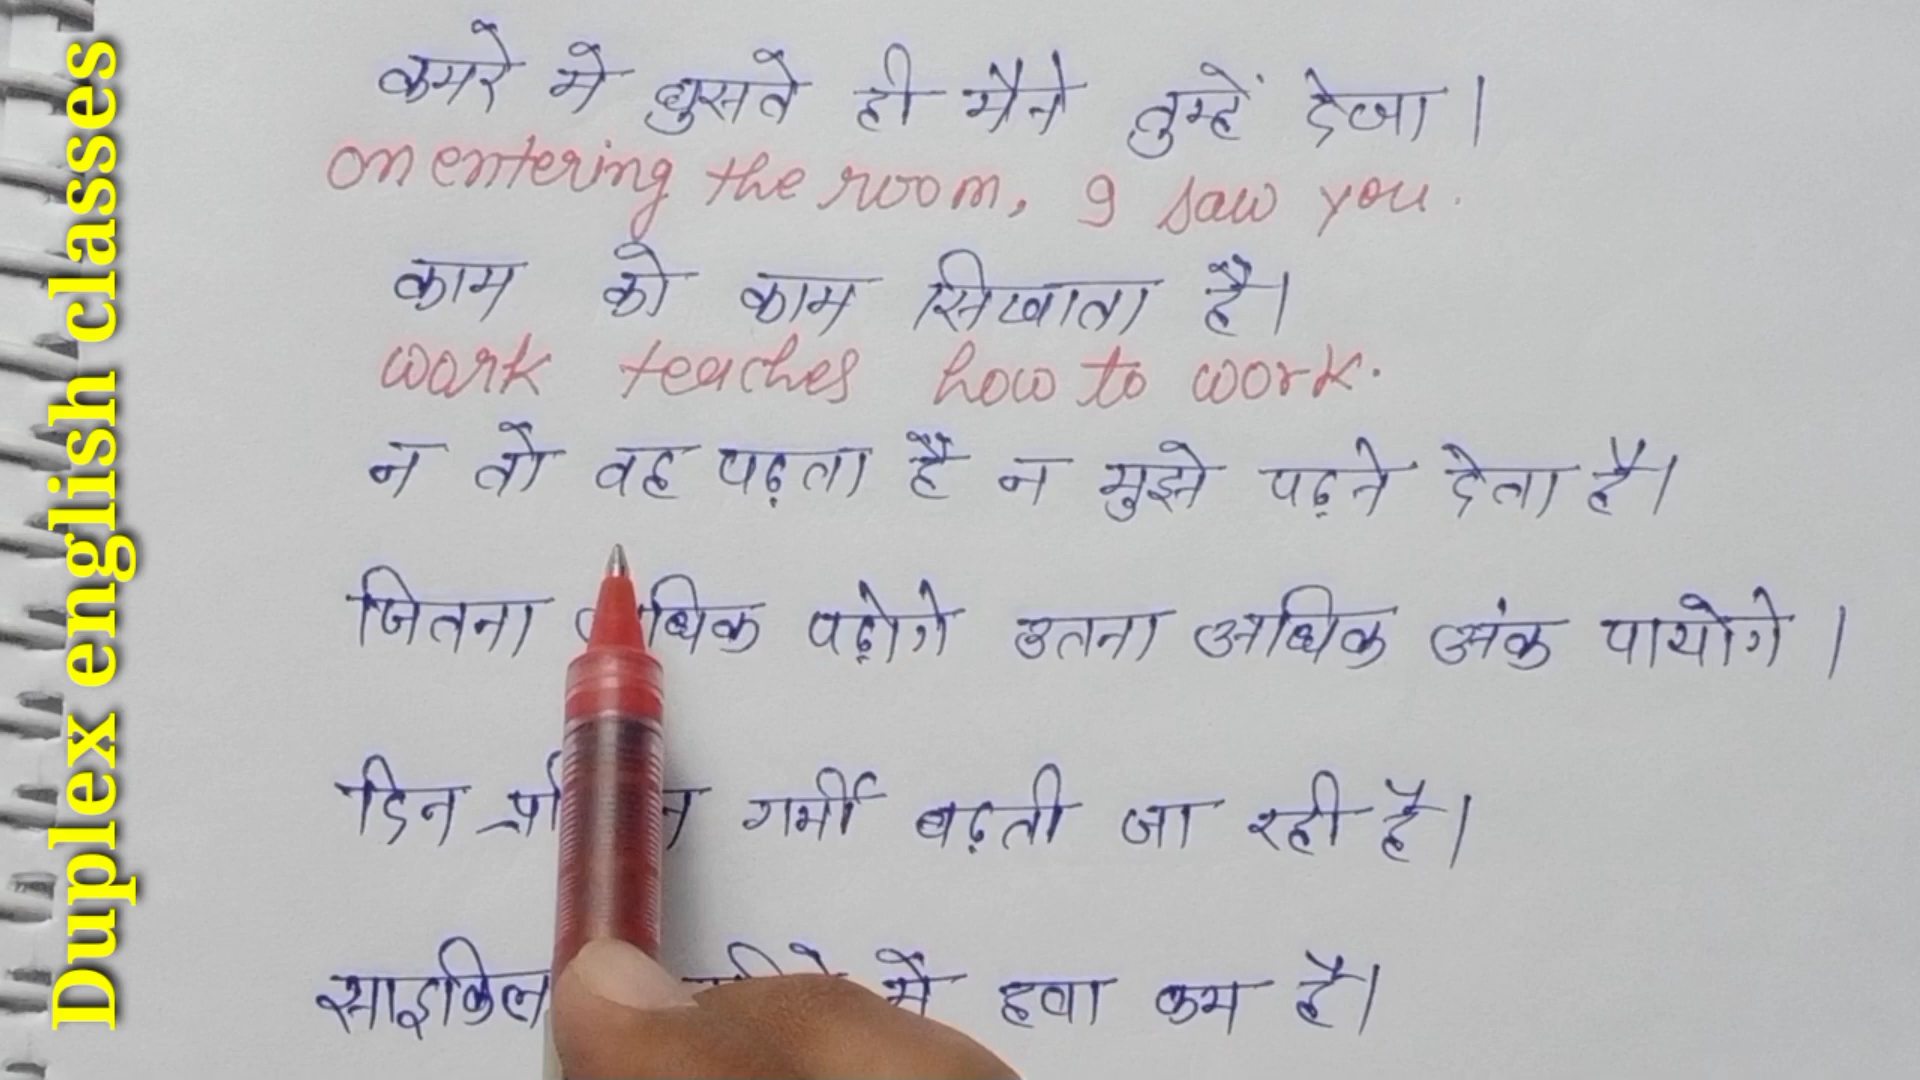 Duplex english classes
कमरे मे घुसते ही मैने तुम्हें देखा।
on entering the room, I saw you.
काम को काम सिखाता है।
work teaches how to work.
न तो वह पढ़ता है न मुझे पढ़ने देता है।
जितना पढ़ोगे उतना अधिक अंक पायोगे।
दिन गर्मी बढ़ती जा रही है।
साइकिल मे हवा कम है।